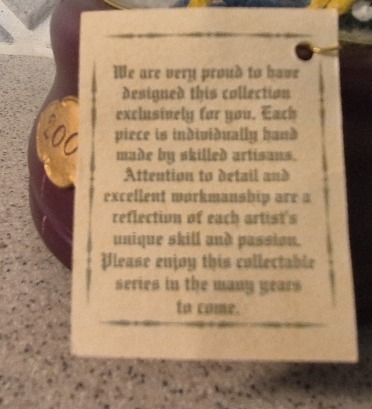 We are very proud to have
designed this collection
exclusively for you. Each
piece is individually hand
made by skilled artisans.
Attention to detail and
excellent workmanship are a
reflection of each artist's
unique skill and passion.
Please enjoy this collectable
series in the many years
to come.